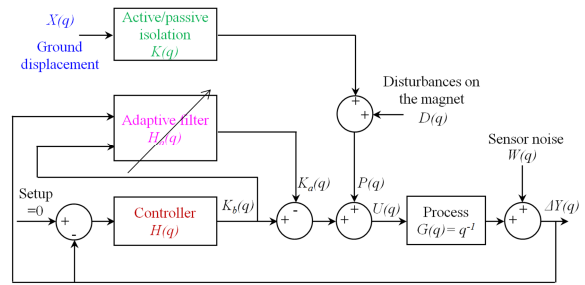 X(q)
Ground
displacement
Active/passive
isolation
K(q)
Disturbances on
the magnet
D(q)
+
+
Adaptive filter
Hₐ(q)
Sensor noise
W(q)
Kₐ(q)
P(q)
Setup
=0
+
-
Controller
H(q)
K_b(q)
+
-
+
+
U(q)
Process
G(q) = q⁻¹
+
+
ΔY(q)